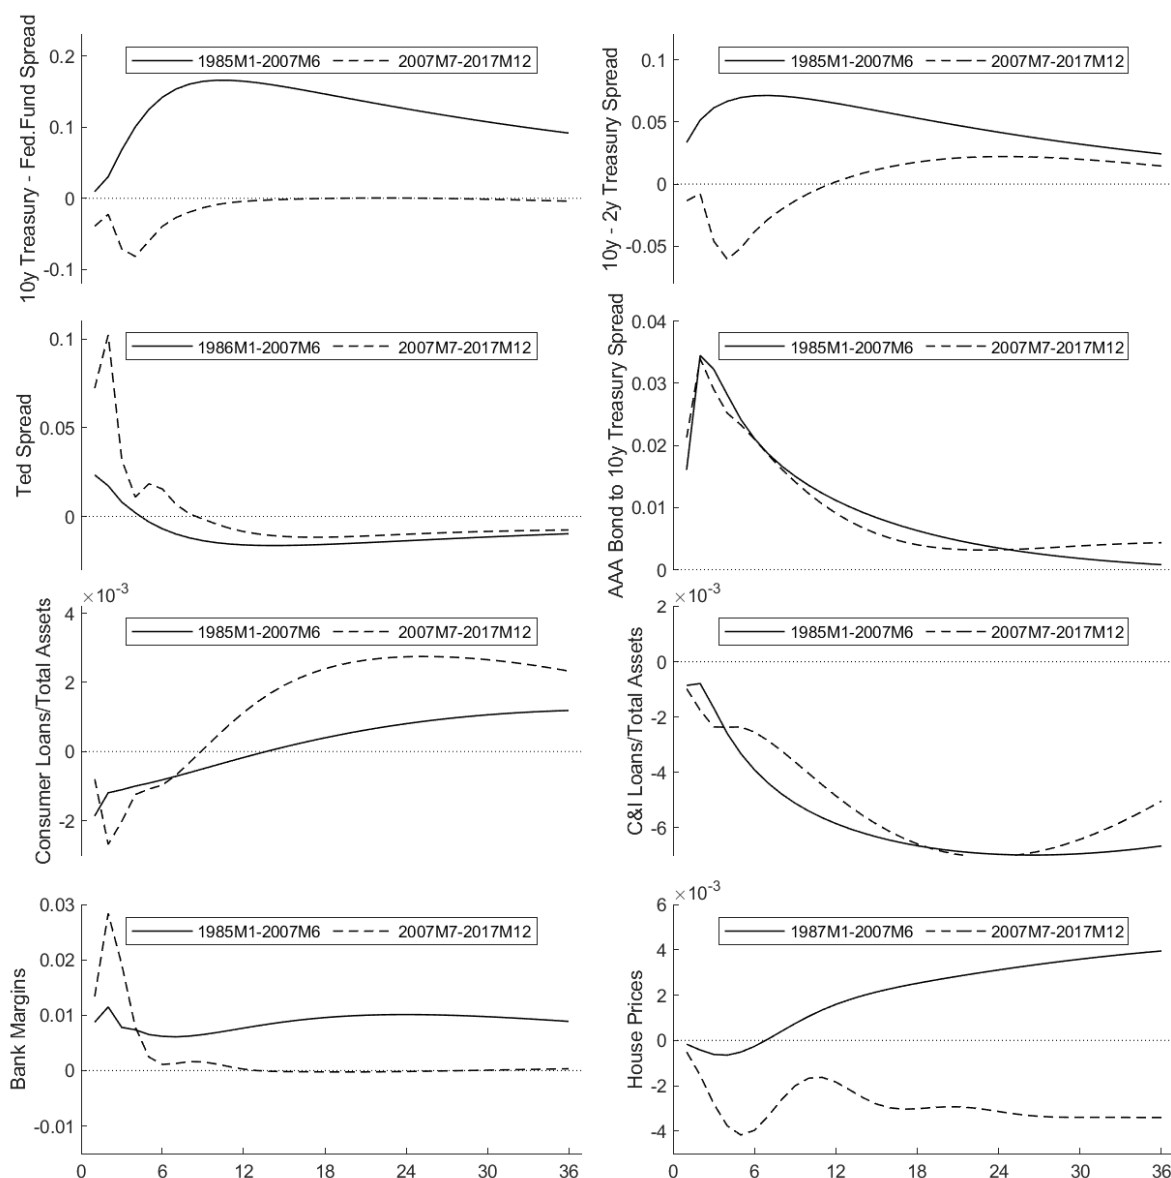 10y Treasury - Fed.Fund Spread
0.2
0.1
0
-0.1
1985M1-2007M6 2007M7-2017M12
10y - 2y Treasury Spread
0.1
0.05
0
-0.05
1985M1-2007M6 2007M7-2017M12
Ted Spread
0.1
0.05
0
1986M1-2007M6 2007M7-2017M12
AAA Bond to 10y Treasury Spread
0.04
0.03
0.02
0.01
0
1985M1-2007M6 2007M7-2017M12
Consumer Loans/Total Assets
×10⁻³
4
2
0
-2
1985M1-2007M6 2007M7-2017M12
C&I Loans/Total Assets
×10⁻³
2
0
-2
-4
-6
1985M1-2007M6 2007M7-2017M12
Bank Margins
0.03
0.02
0.01
0
-0.01
1985M1-2007M6 2007M7-2017M12
0 6 12 18 24 30 36
House Prices
×10⁻³
6
4
2
0
-2
-4
1987M1-2007M6 2007M7-2017M12
0 6 12 18 24 30 36